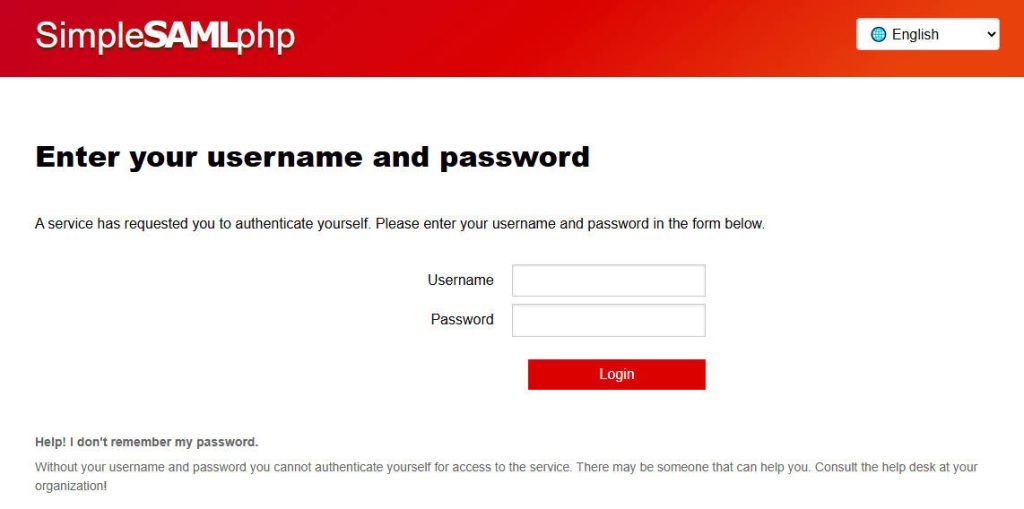 SimpleSAMLphp
English
Enter your username and password
A service has requested you to authenticate yourself. Please enter your username and password in the form below.
Username
Password
Login
Help! I don't remember my password.
Without your username and password you cannot authenticate yourself for access to the service. There may be someone that can help you. Consult the help desk at your
organization!